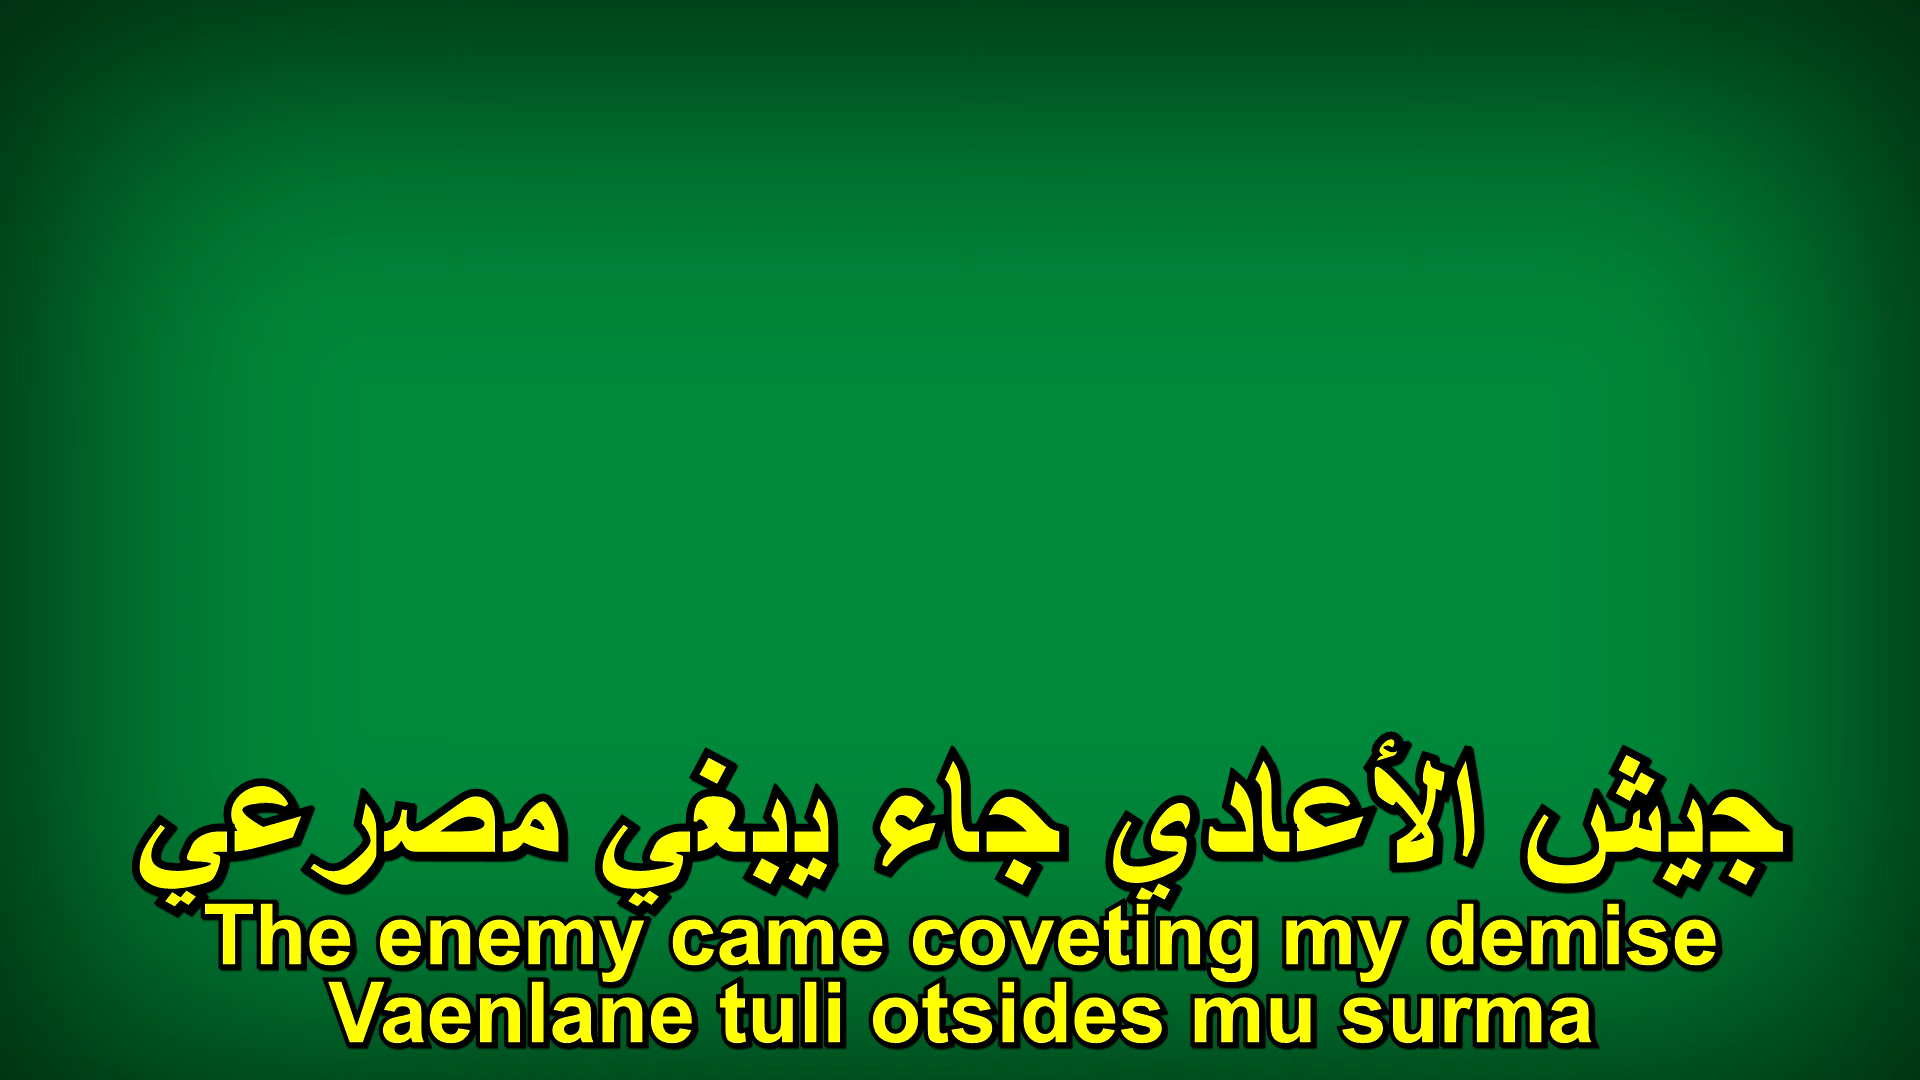 جيش الأعادي جاء يبغي مصرعي
The enemy came coveting my demise
Vaenlane tuli otsides mu surma